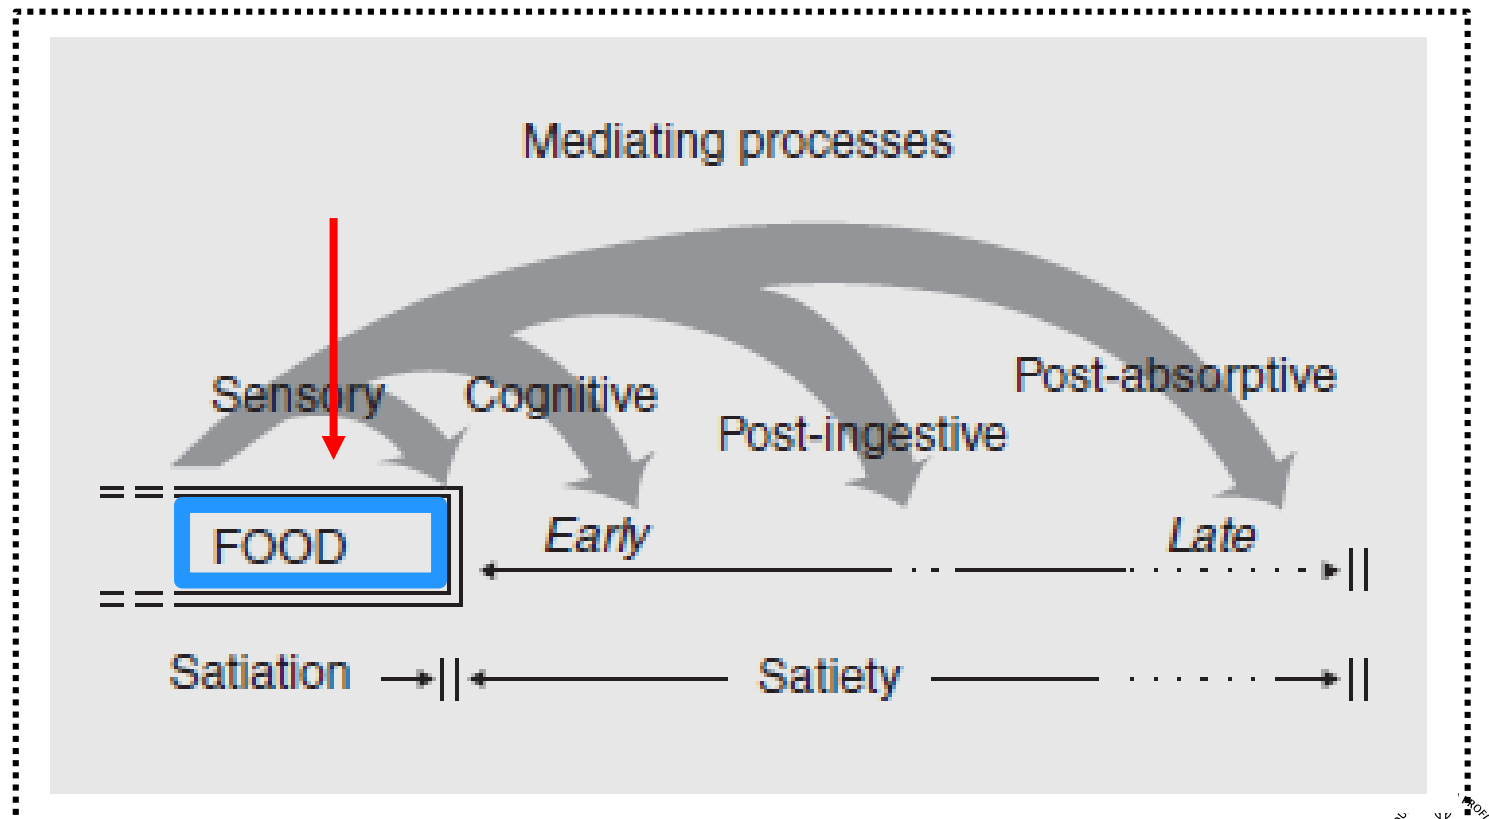 Mediating processes
Sensory Cognitive Post-absorptive
Post-ingestive
FOOD Early Late
Satiation Satiety